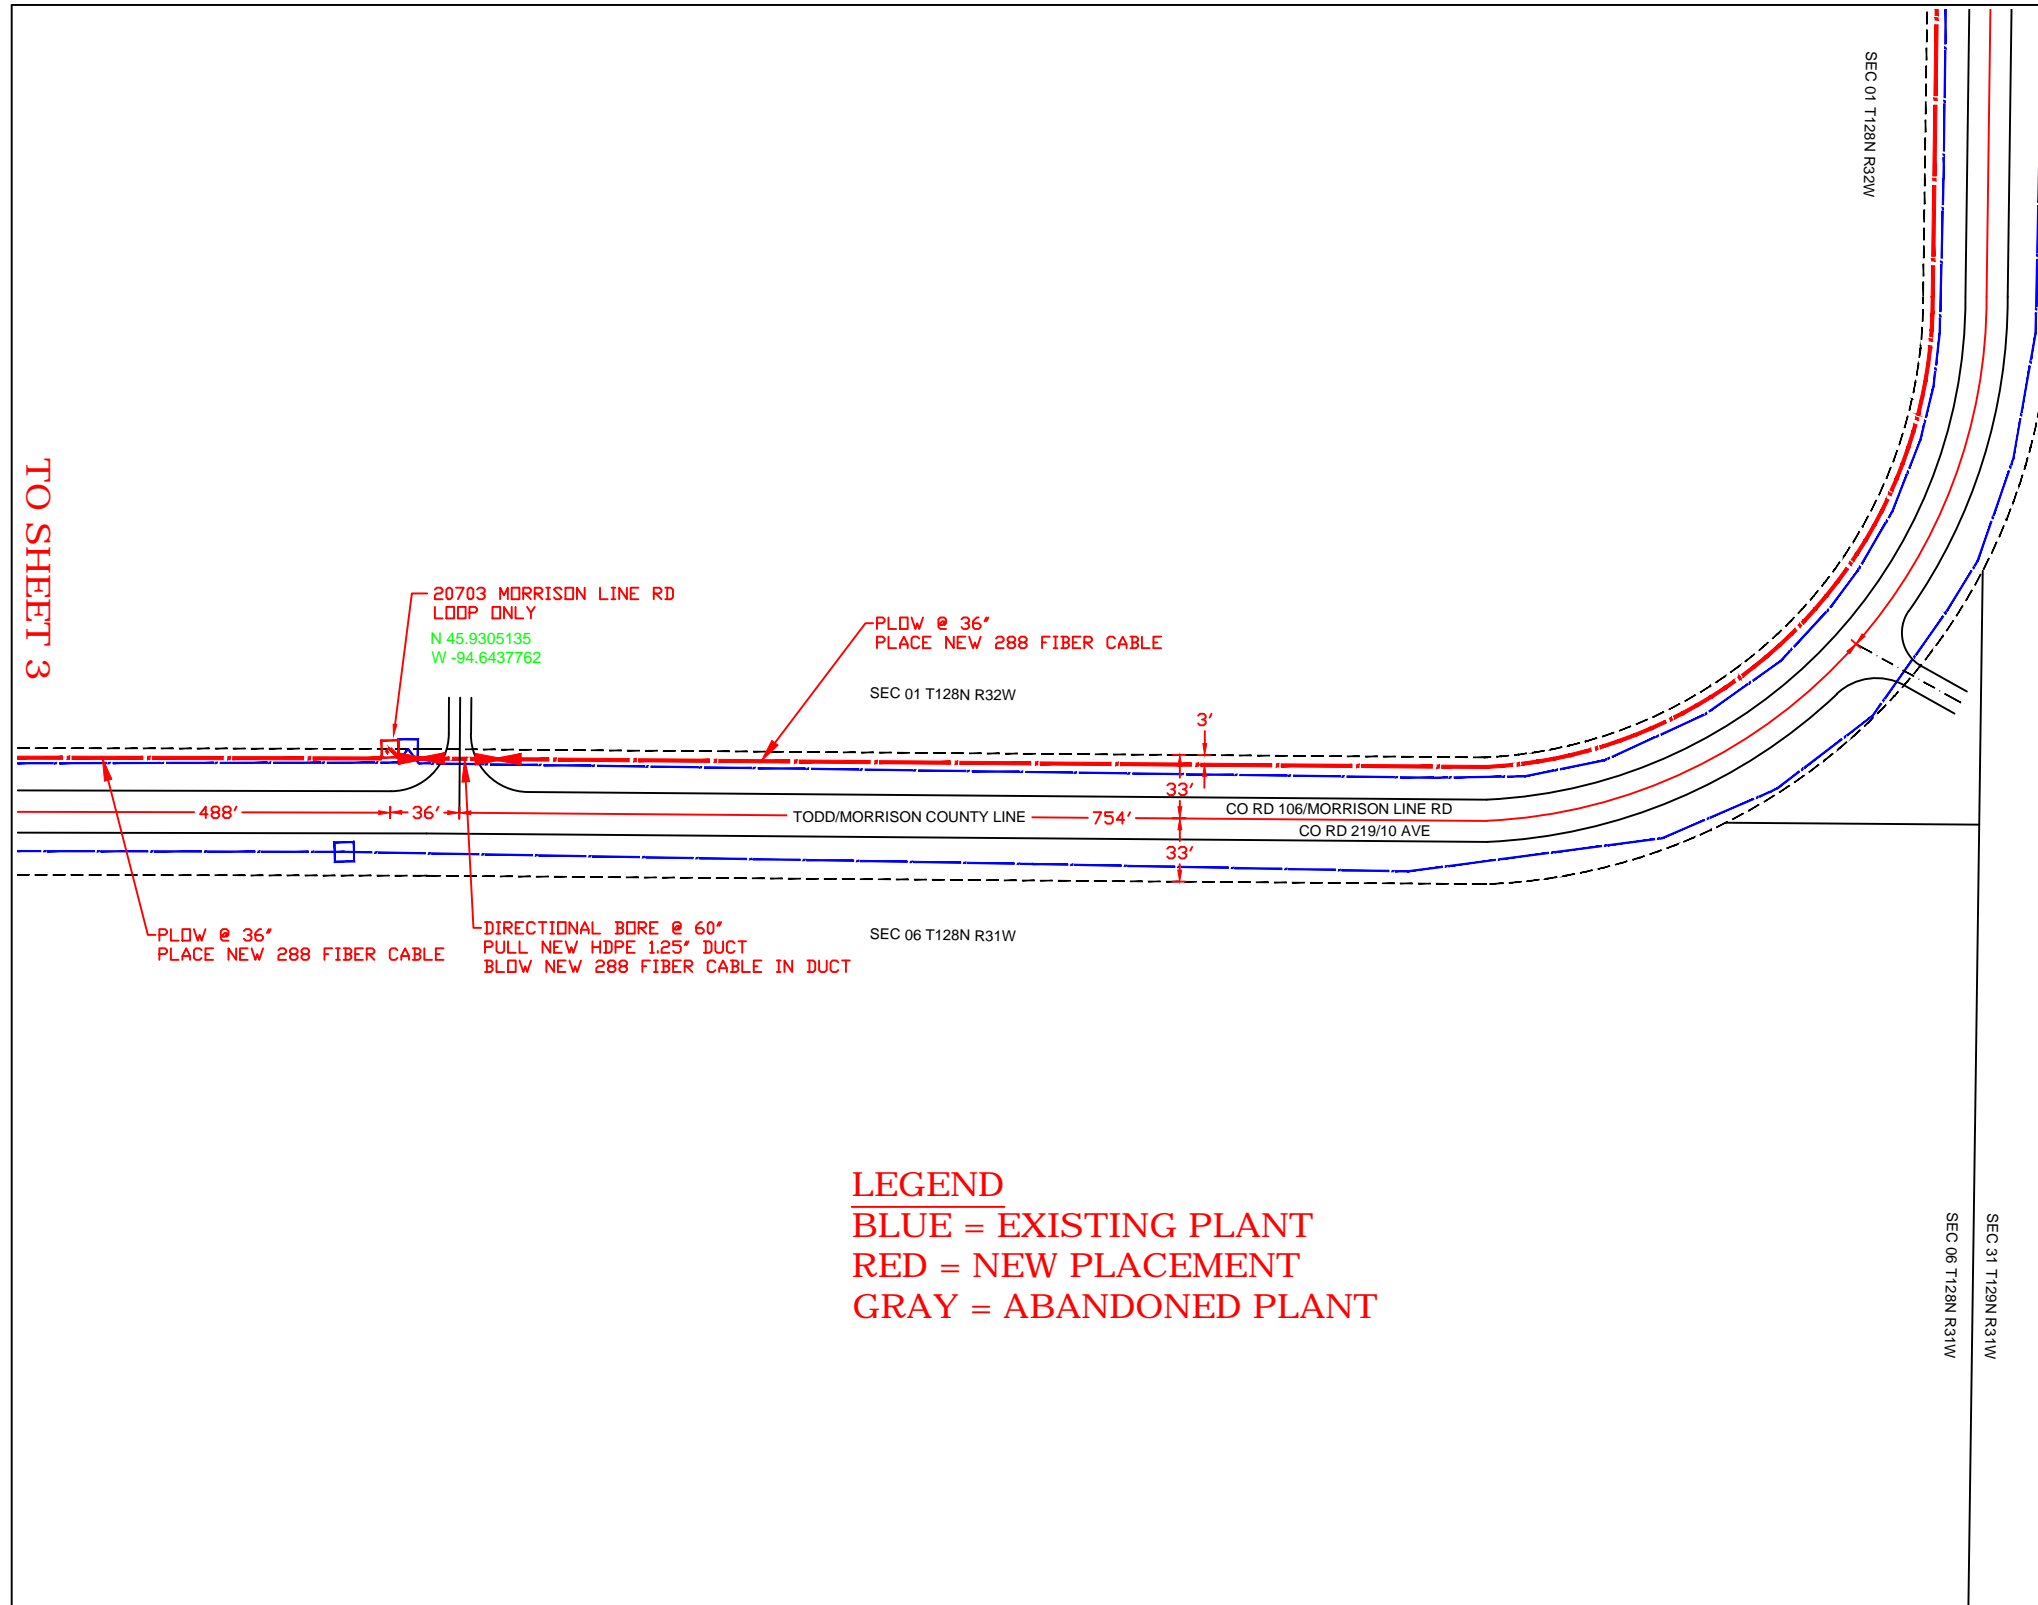 SEC 01 T128N R32W
TO SHEET 3
20703 MORRISON LINE RD
LOOP ONLY
N 45.9305135
W -94.6437762
PLOW @ 36"
PLACE NEW 288 FIBER CABLE
SEC 01 T128N R32W
3'
33'
488'
36'
TODD/MORRISON COUNTY LINE
754'
CO RD 106/MORRISON LINE RD
CO RD 219/10 AVE
33'
PLOW @ 36"
PLACE NEW 288 FIBER CABLE
DIRECTIONAL BORE @ 60"
PULL NEW HDPE 1.25" DUCT
BLOW NEW 288 FIBER CABLE IN DUCT
SEC 06 T128N R31W
LEGEND
BLUE = EXISTING PLANT
RED = NEW PLACEMENT
GRAY = ABANDONED PLANT
SEC 06 T128N R31W
SEC 31 T129N R31W